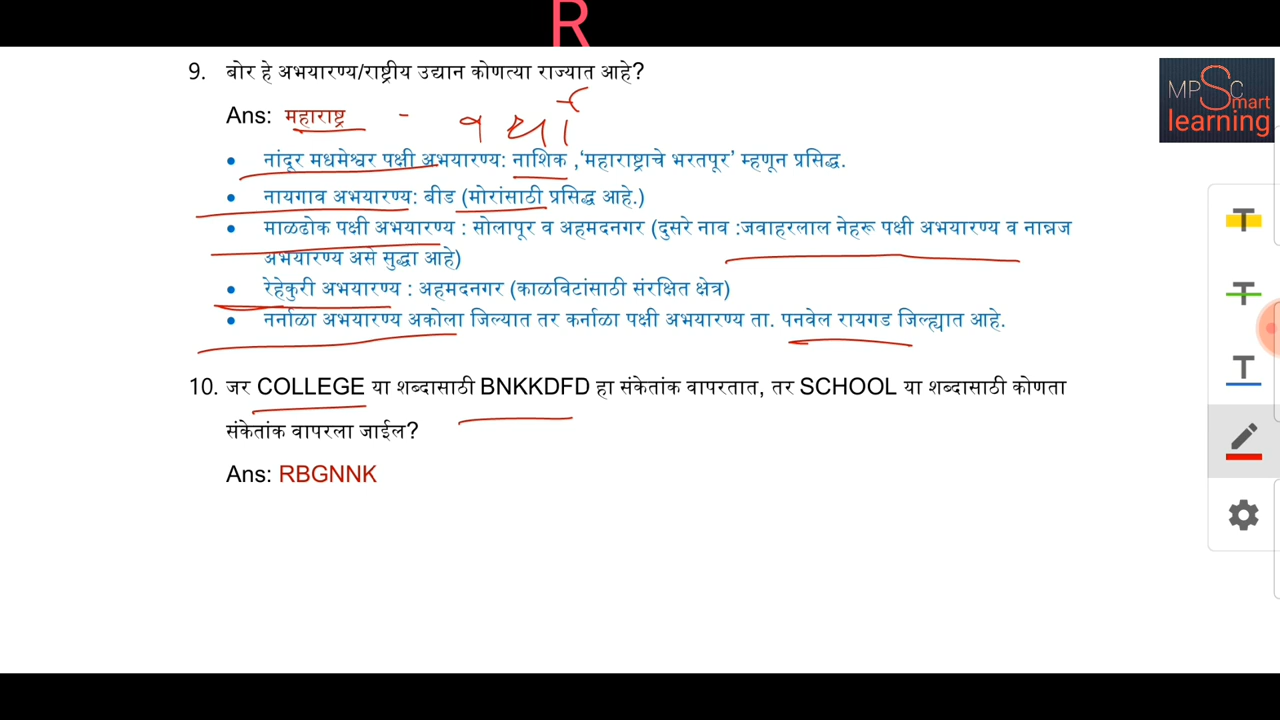 R
9. बोर हे अभयारण्य/राष्ट्रीय उद्यान कोणत्या राज्यात आहे?
MPSC Smart learning
Ans: महाराष्ट्र - वर्धा
• नांदूर मधमेश्वर पक्षी अभयारण्य: नाशिक ,‘महाराष्ट्राचे भरतपूर’ म्हणून प्रसिद्ध.
• नायगाव अभयारण्य: बीड (मोरांसाठी प्रसिद्ध आहे.)
• माळढोक पक्षी अभयारण्य : सोलापूर व अहमदनगर (दुसरे नाव :जवाहरलाल नेहरू पक्षी अभयारण्य व नान्नज
अभयारण्य असे सुद्धा आहे)
• रेहेकुरी अभयारण्य : अहमदनगर (काळविटांसाठी संरक्षित क्षेत्र)
• नर्नाळा अभयारण्य अकोला जिल्यात तर कर्नाळा पक्षी अभयारण्य ता. पनवेल रायगड जिल्ह्यात आहे.
10. जर COLLEGE या शब्दासाठी BNKKDFD हा संकेतांक वापरतात, तर SCHOOL या शब्दासाठी कोणता
संकेतांक वापरला जाईल?
Ans: RBGNNK
T
T
T